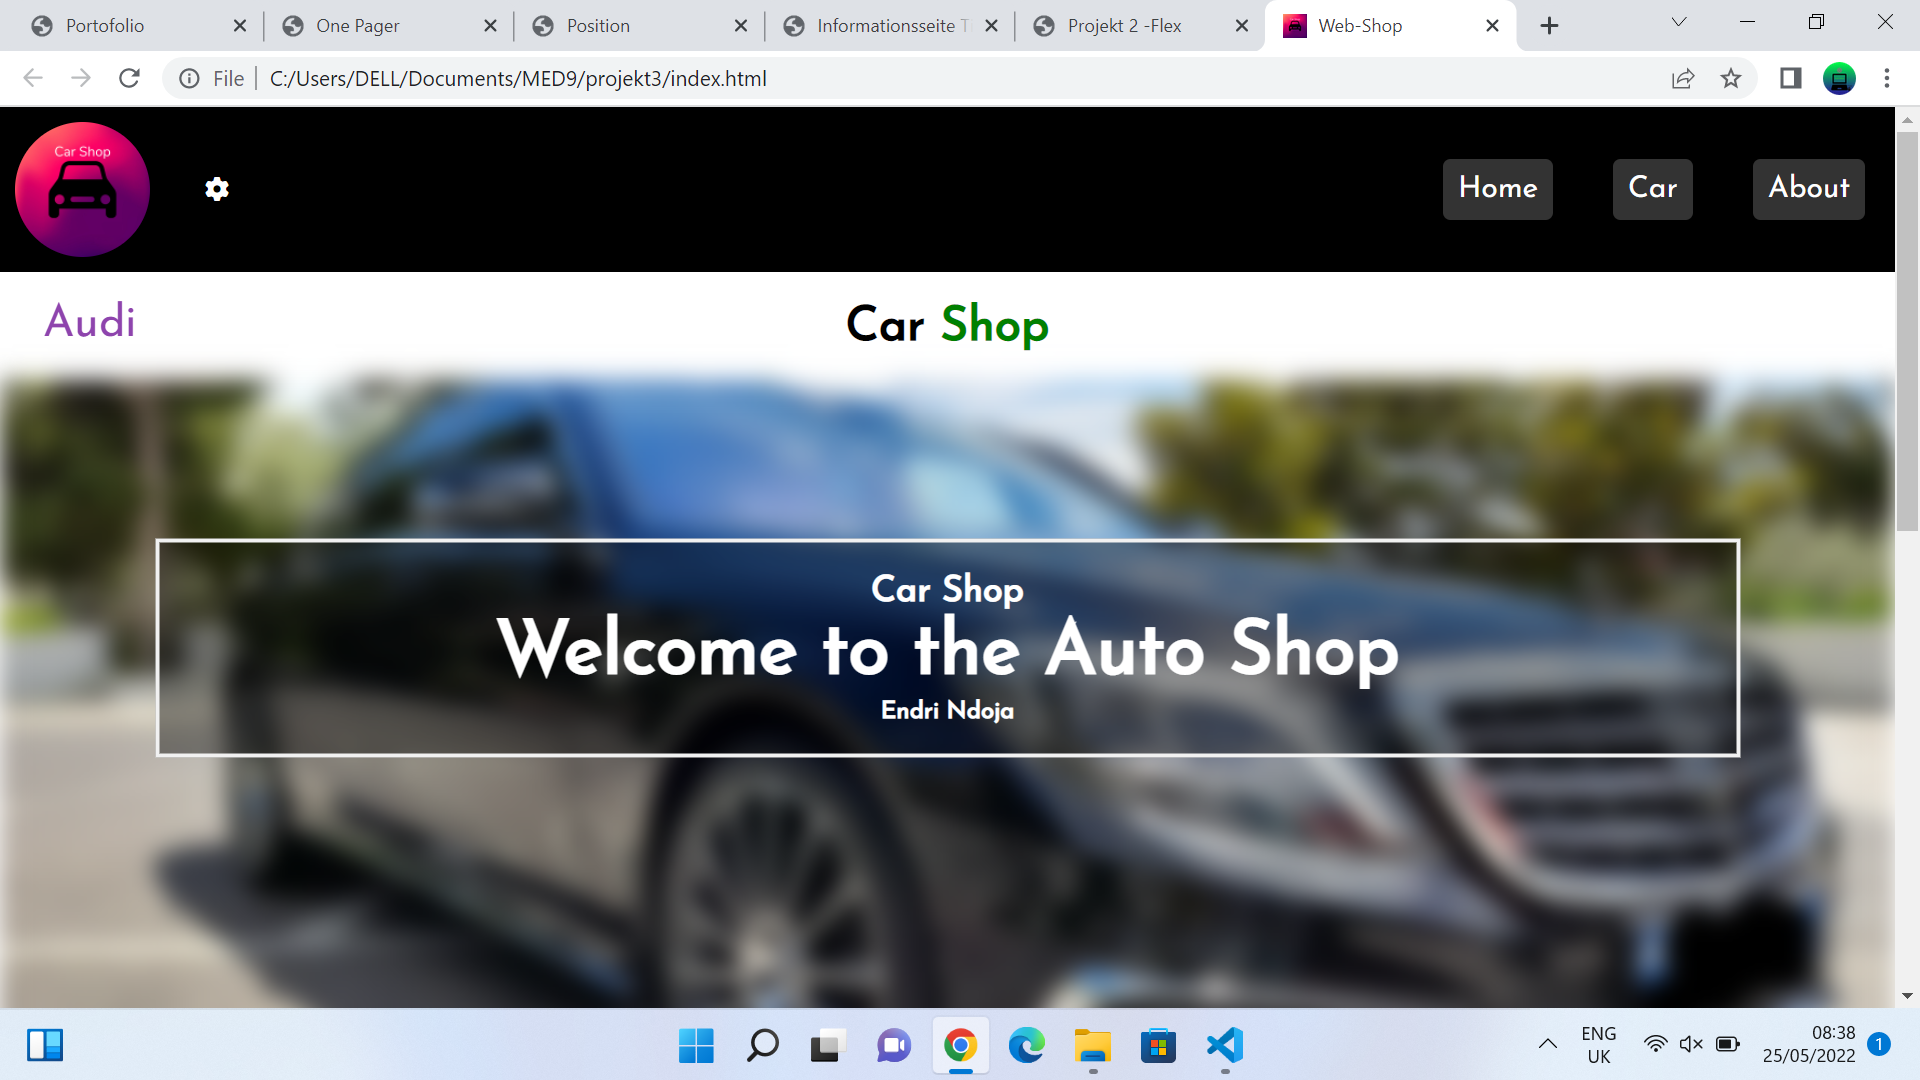 Portofolio
One Pager
Position
Informationsseite T
Projekt 2 -Flex
Web-Shop
File
C:/Users/DELL/Documents/MED9/projekt3/index.html
Car Shop
Home
Car
About
Audi
Car Shop
Car Shop
Welcome to the Auto Shop
Endri Ndoja
ENG
UK
08:38
25/05/2022
1